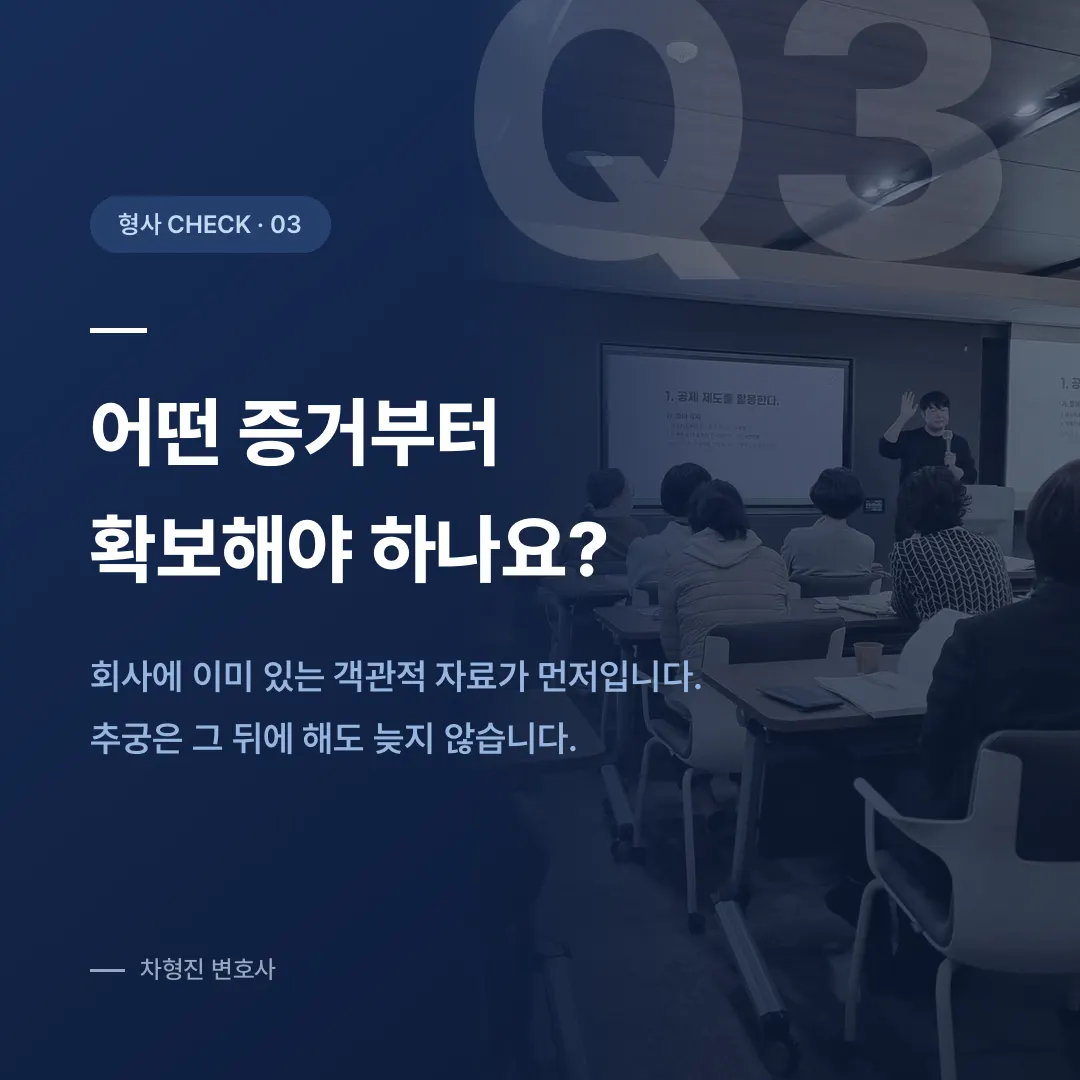 Q3
형사 CHECK · 03
어떤 증거부터
확보해야 하나요?
회사에 이미 있는 객관적 자료가 먼저입니다.
추궁은 그 뒤에 해도 늦지 않습니다.
차형진 변호사
1. 공제 제도를 활용한다.